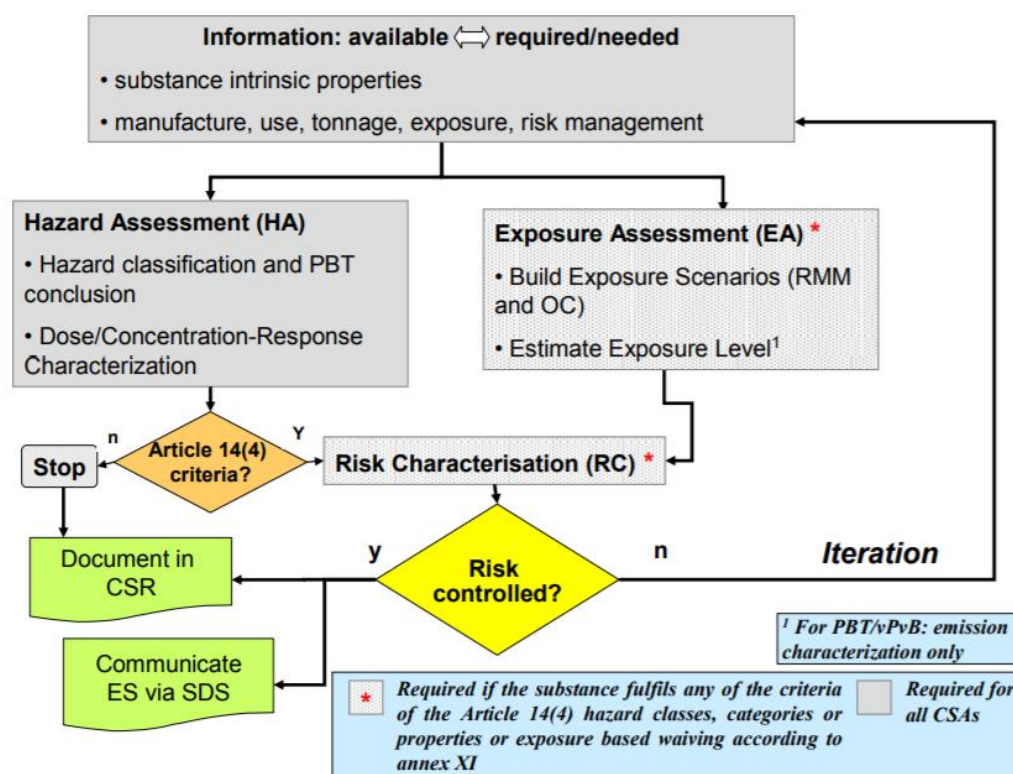 Information: available ⇔ required/needed
• substance intrinsic properties
• manufacture, use, tonnage, exposure, risk management
Hazard Assessment (HA)
• Hazard classification and PBT
conclusion
• Dose/Concentration-Response
Characterization
Exposure Assessment (EA) *
• Build Exposure Scenarios (RMM
and OC)
• Estimate Exposure Level1
n
Article 14(4)
criteria?
Y
Stop
Risk Characterisation (RC) *
Document in
CSR
y
Risk
controlled?
n
Iteration
Communicate
ES via SDS
1 For PBT/vPvB: emission
characterization only
* Required if the substance fulfils any of the criteria
of the Article 14(4) hazard classes, categories or
properties or exposure based waiving according to
annex XI
Required for
all CSAs